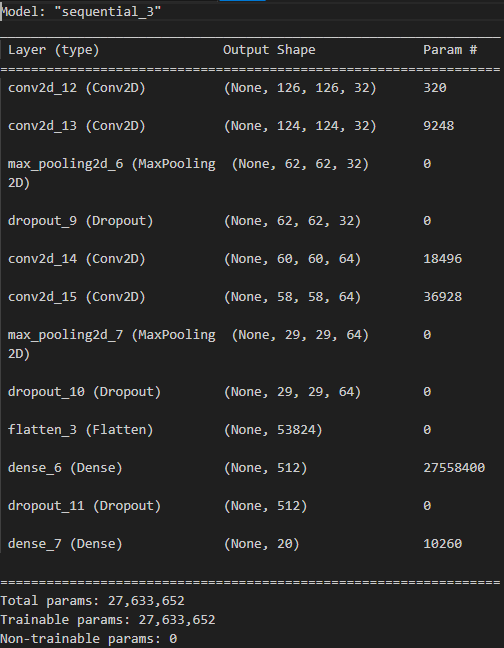 Model: "sequential_3"
Layer (type) Output Shape Param #
conv2d_12 (Conv2D) (None, 126, 126, 32) 320
conv2d_13 (Conv2D) (None, 124, 124, 32) 9248
max_pooling2d_6 (MaxPooling (None, 62, 62, 32) 0
2D)
dropout_9 (Dropout) (None, 62, 62, 32) 0
conv2d_14 (Conv2D) (None, 60, 60, 64) 18496
conv2d_15 (Conv2D) (None, 58, 58, 64) 36928
max_pooling2d_7 (MaxPooling (None, 29, 29, 64) 0
2D)
dropout_10 (Dropout) (None, 29, 29, 64) 0
flatten_3 (Flatten) (None, 53824) 0
dense_6 (Dense) (None, 512) 27558400
dropout_11 (Dropout) (None, 512) 0
dense_7 (Dense) (None, 20) 10260
Total params: 27,633,652
Trainable params: 27,633,652
Non-trainable params: 0